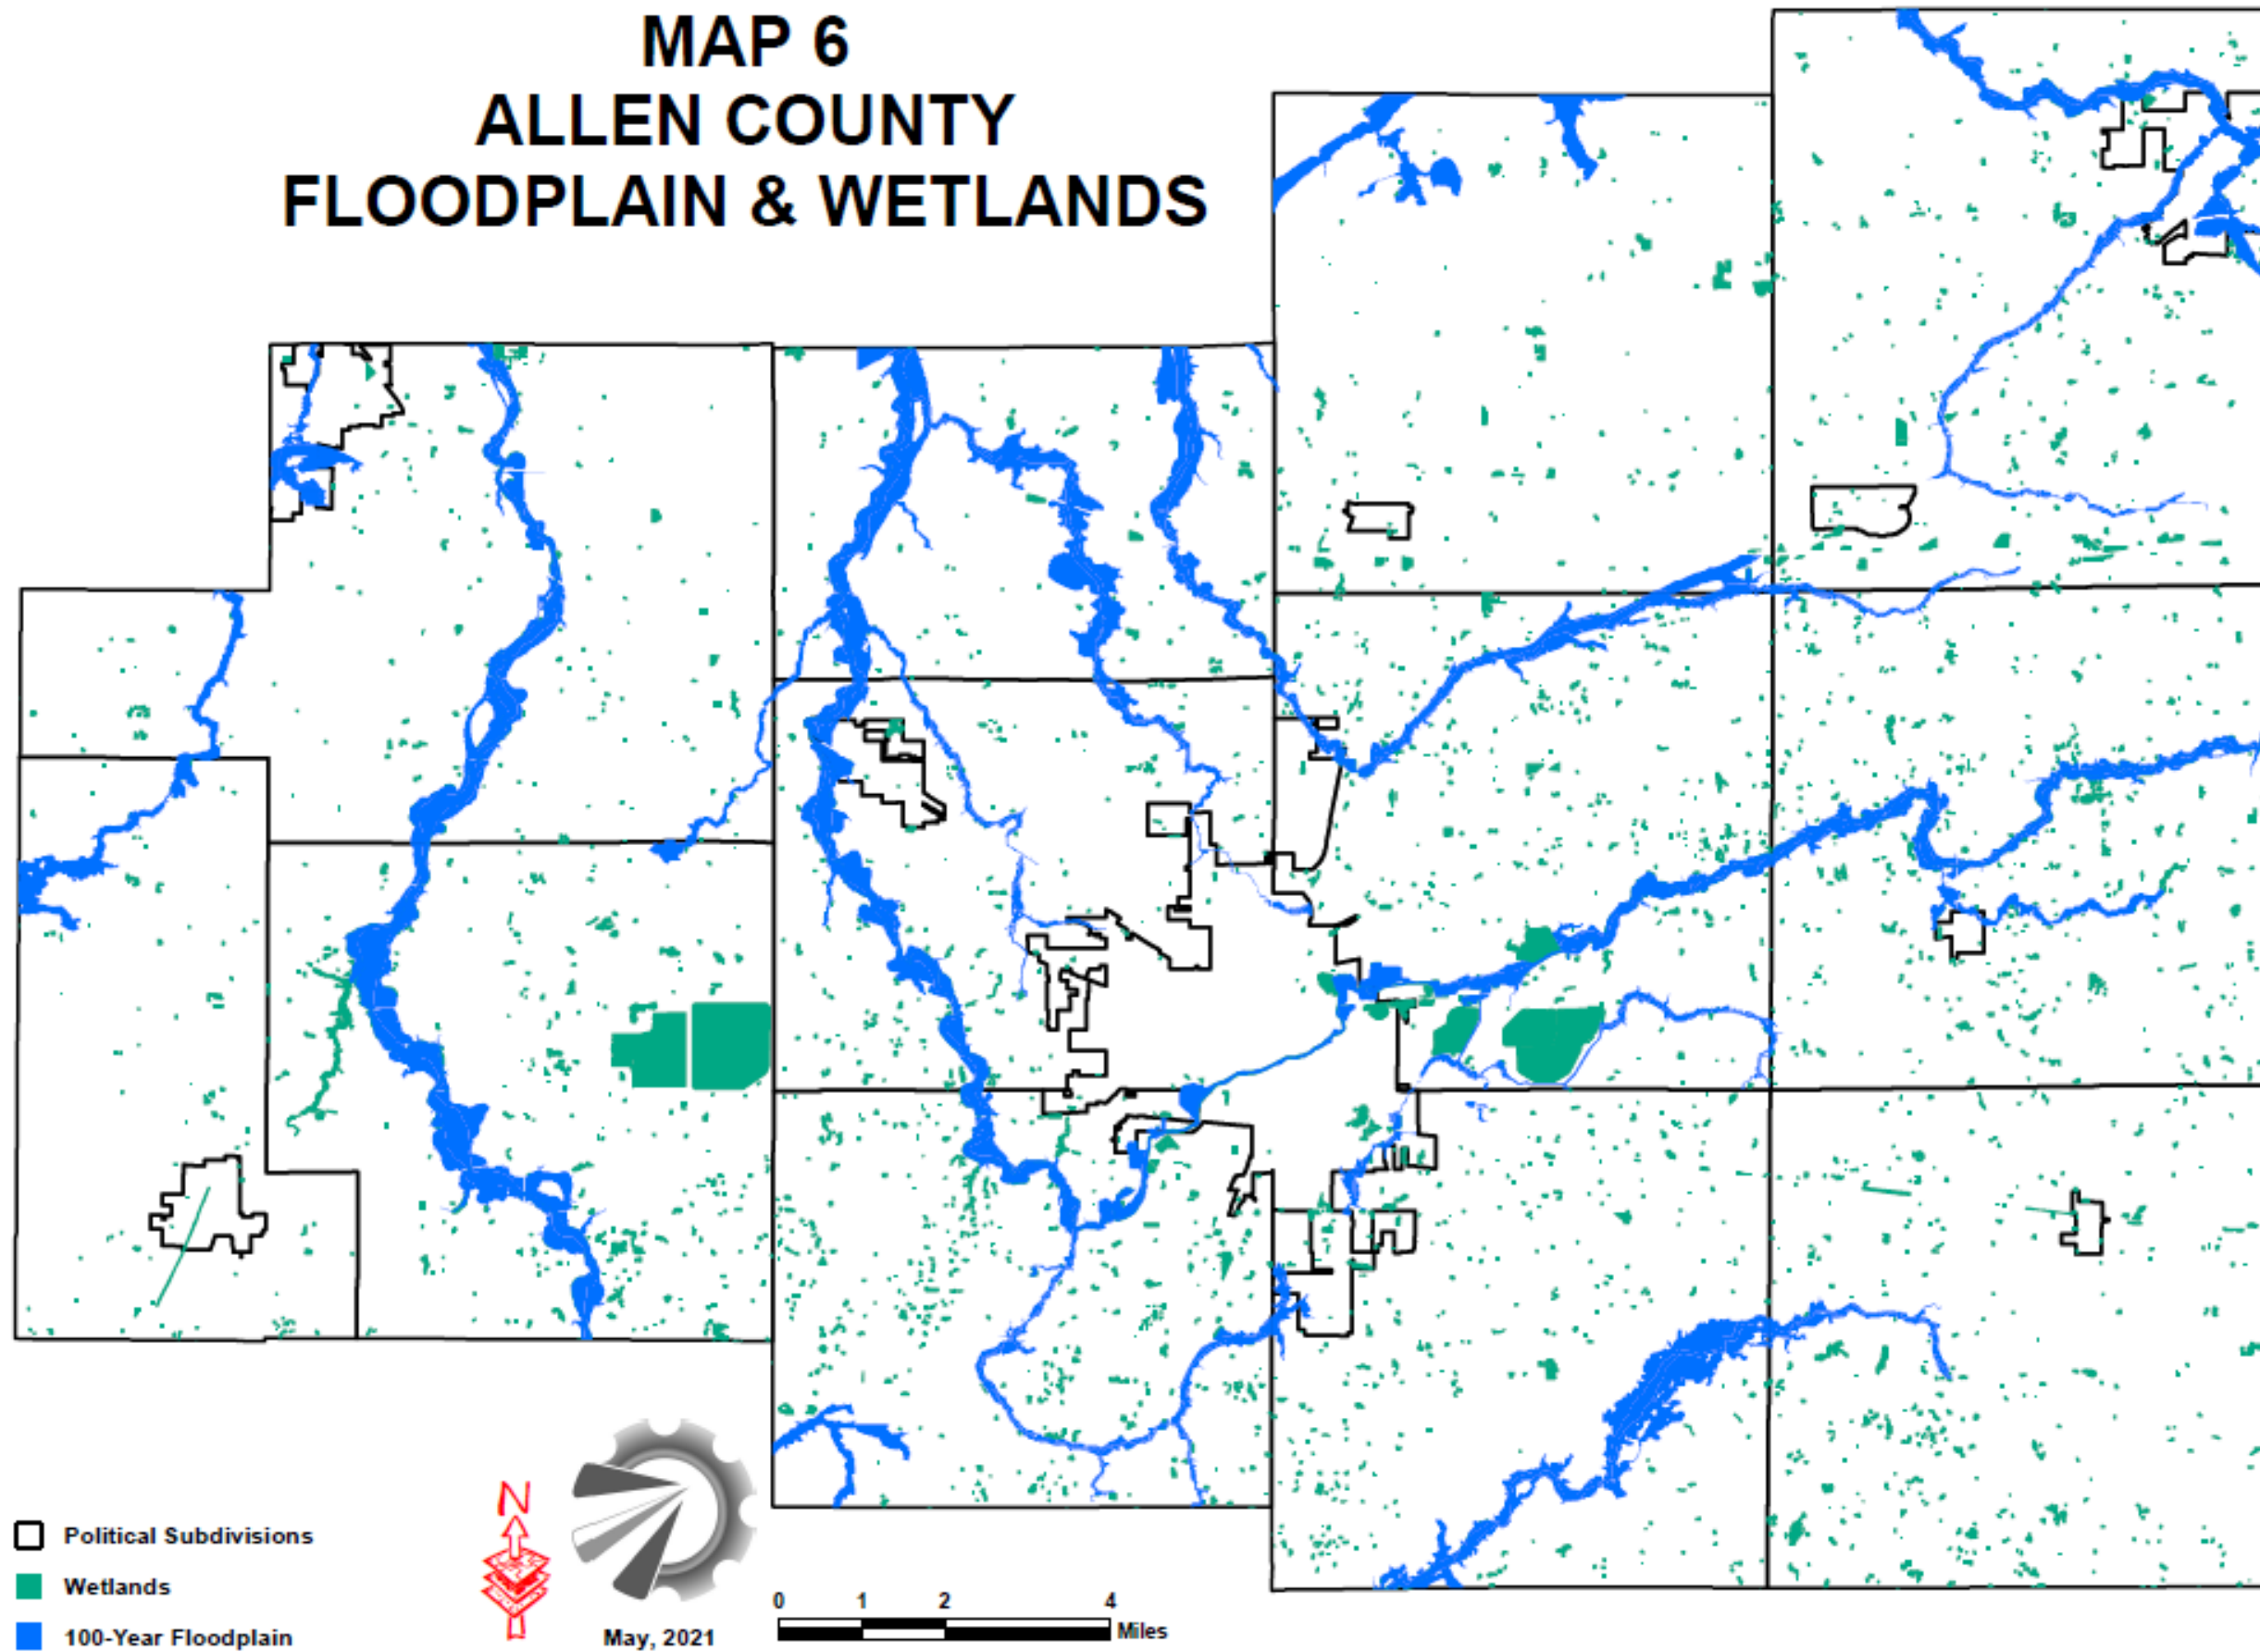 MAP 6
ALLEN COUNTY
FLOODPLAIN & WETLANDS
Political Subdivisions
Wetlands
100-Year Floodplain
N
May, 2021
0 1 2 4
Miles